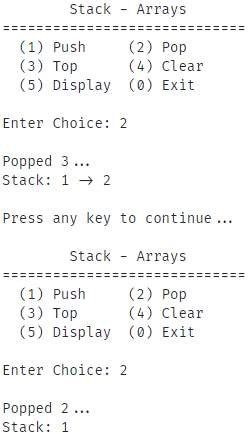 Stack - Arrays
==============================
(1) Push (2) Pop
(3) Top (4) Clear
(5) Display (0) Exit
Enter Choice: 2
Popped 3...
Stack: 1 → 2
Press any key to continue...
Stack - Arrays
==============================
(1) Push (2) Pop
(3) Top (4) Clear
(5) Display (0) Exit
Enter Choice: 2
Popped 2...
Stack: 1